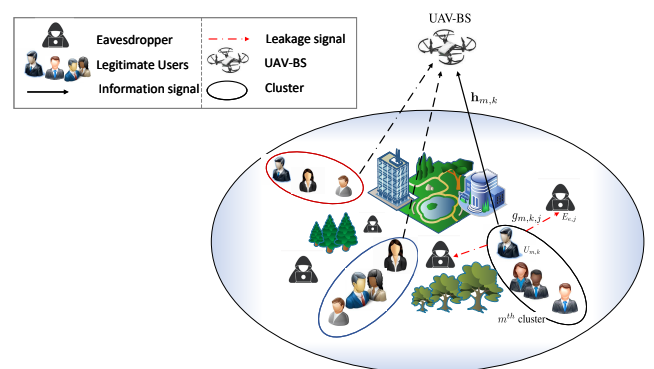 UAV-BS
Eavesdropper
Leakage signal
Legitimate Users
UAV-BS
Information signal
Cluster
h_{m,k}
g_{m,k,j}
E_{e,j}
U_{m,k}
m^{th} cluster